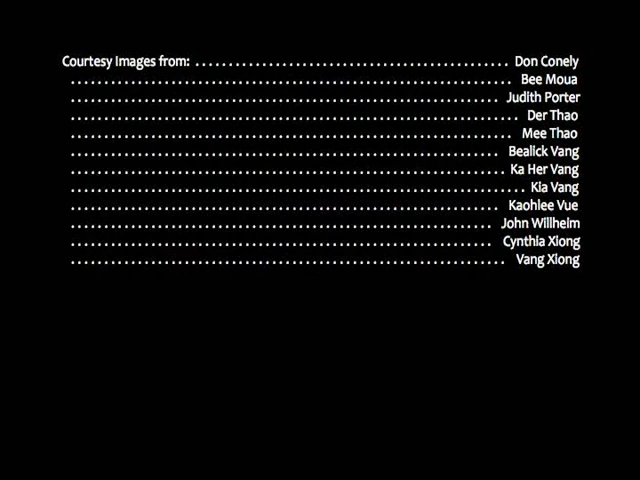 Courtesy Images from: ................................................ Don Conely
................................................................... Bee Moua
................................................................. Judith Porter
.................................................................... Der Thao
................................................................... Mee Thao
................................................................. Bealick Vang
.................................................................. Ka Her Vang
..................................................................... Kia Vang
................................................................. Kaohlee Vue
................................................................ John Willheim
................................................................ Cynthia Xiong
.................................................................. Vang Xiong